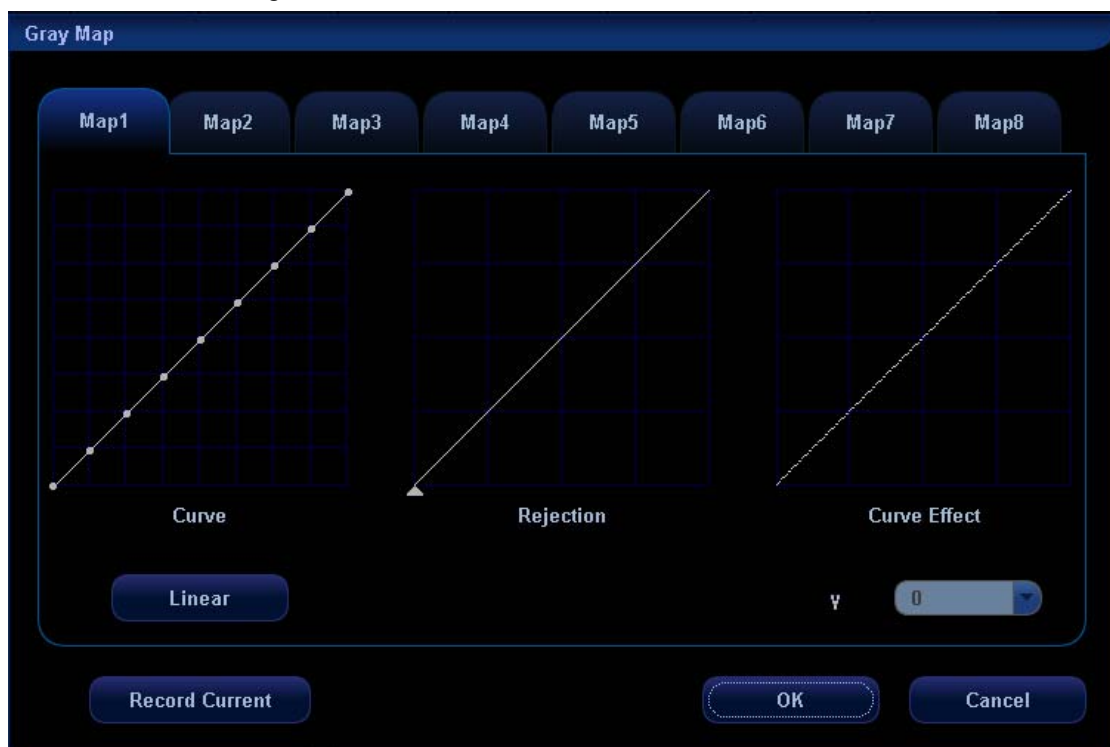 Gray Map
Map1 Map2 Map3 Map4 Map5 Map6 Map7 Map8
Curve Rejection Curve Effect
Linear γ 0
Record Current OK Cancel